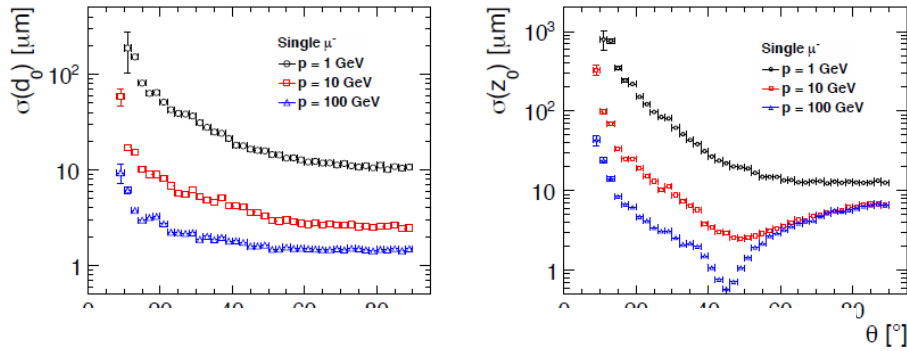 σ(d₀) [μm]
10²
10
1
Single μ⁻
p = 1 GeV
p = 10 GeV
p = 100 GeV
0 20 40 60 80
σ(z₀) [μm]
10³
10²
10
1
Single μ⁻
p = 1 GeV
p = 10 GeV
p = 100 GeV
0 20 40 60 80
θ [°]